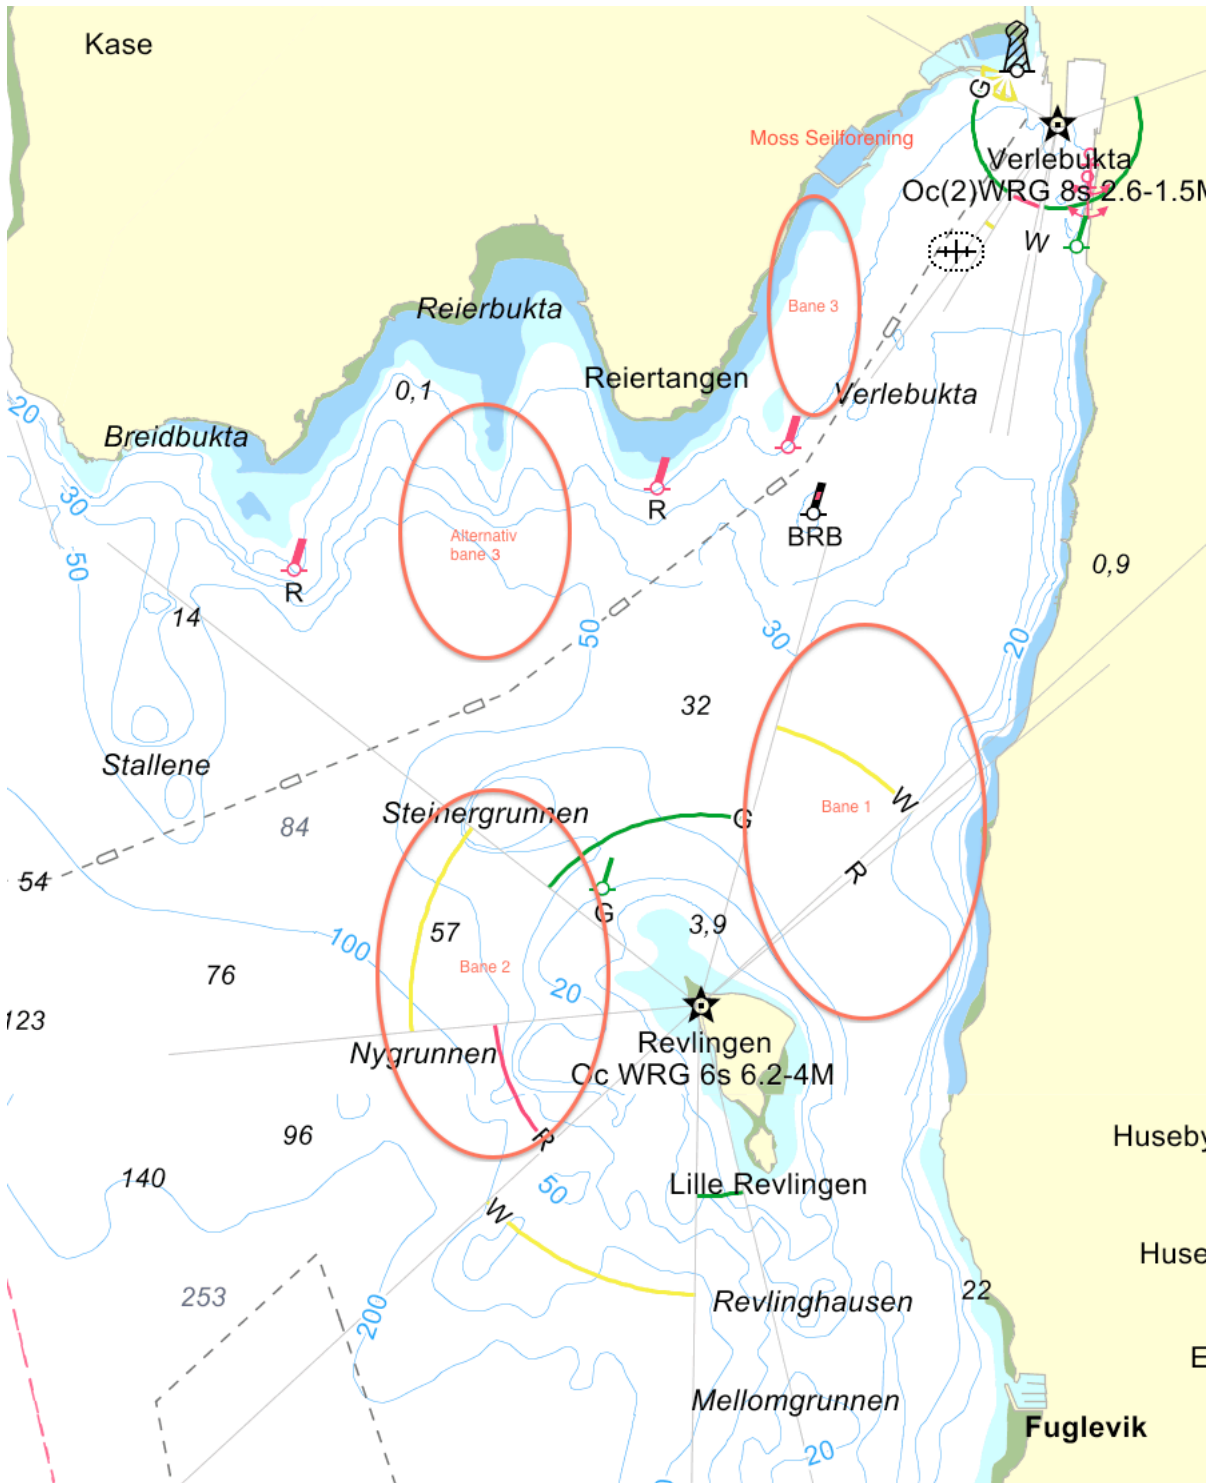 Kase
G
Moss Seilforening
Verlebukta
Oc(2)WRG 8s 2.6-1.5M
W
Bane 3
Reierbukta
Reiertangen
0,1
Verlebukta
20
Breidbukta
30
R
R
BRB
Alternativ
bane 3
50
R
0,9
14
50
30
20
32
Stallene
Steinergrunnen
84
G
Bane 1
W
54
R
G
57
3,9
100
Bane 2
76
20
123
Revlingen
Nygrunnen
Oc WRG 6s 6.2-4M
96
R
Huseby
140
50
Lille Revlingen
W
Huse
253
200
Revlinghausen
22
E
Mellomgrunnen
Fuglevik
20